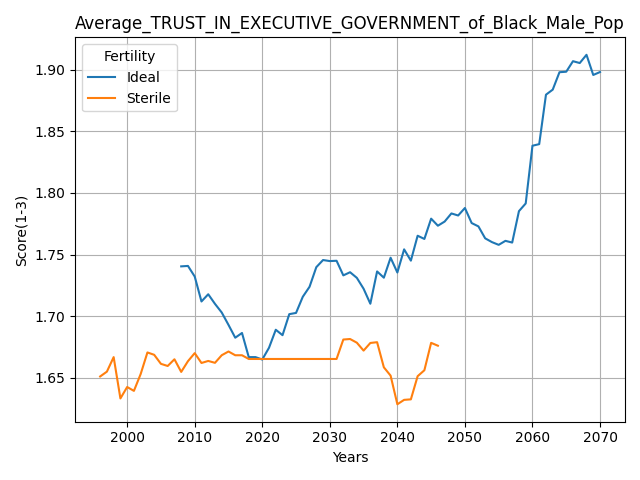 Average_TRUST_IN_EXECUTIVE_GOVERNMENT_of_Black_Male_Pop
Fertility
Ideal
Sterile
1.90
1.85
1.80
1.75
1.70
1.65
Score(1-3)
2000 2010 2020 2030 2040 2050 2060 2070
Years